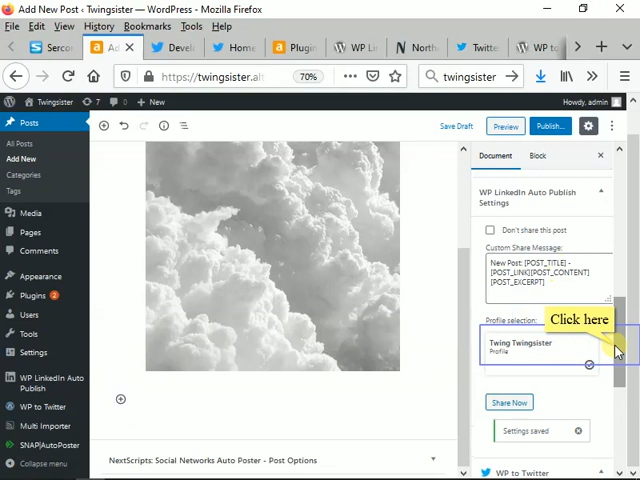 Add New Post ‹ Twingsister — WordPress — Mozilla Firefox
File Edit View History Bookmarks Tools Help
Sercor
Ad
Devel
Home
Plugin
WP Li
North
Twitte
WP to
https://twingsister.al
70%
twingsister
Twingsister
7
0
New
Howdy, admin
Posts
All Posts
Add New
Categories
Tags
Media
Pages
Comments
Appearance
Plugins 2
Users
Tools
Settings
WP LinkedIn Auto
Publish
WP to Twitter
Multi Importer
SNAP|AutoPoster
Collapse menu
Save Draft
Preview
Publish...
NextScripts: Social Networks Auto Poster - Post Options
Document
Block
WP LinkedIn Auto Publish
Settings
Don't share this post
Custom Share Message:
New Post: [POST_TITLE] -
[POST_LINK][POST_CONTENT]
[POST_EXCERPT]
Click here
Profile selection:
Twing Twingsister
Profile
Share Now
Settings saved
WP to Twitter